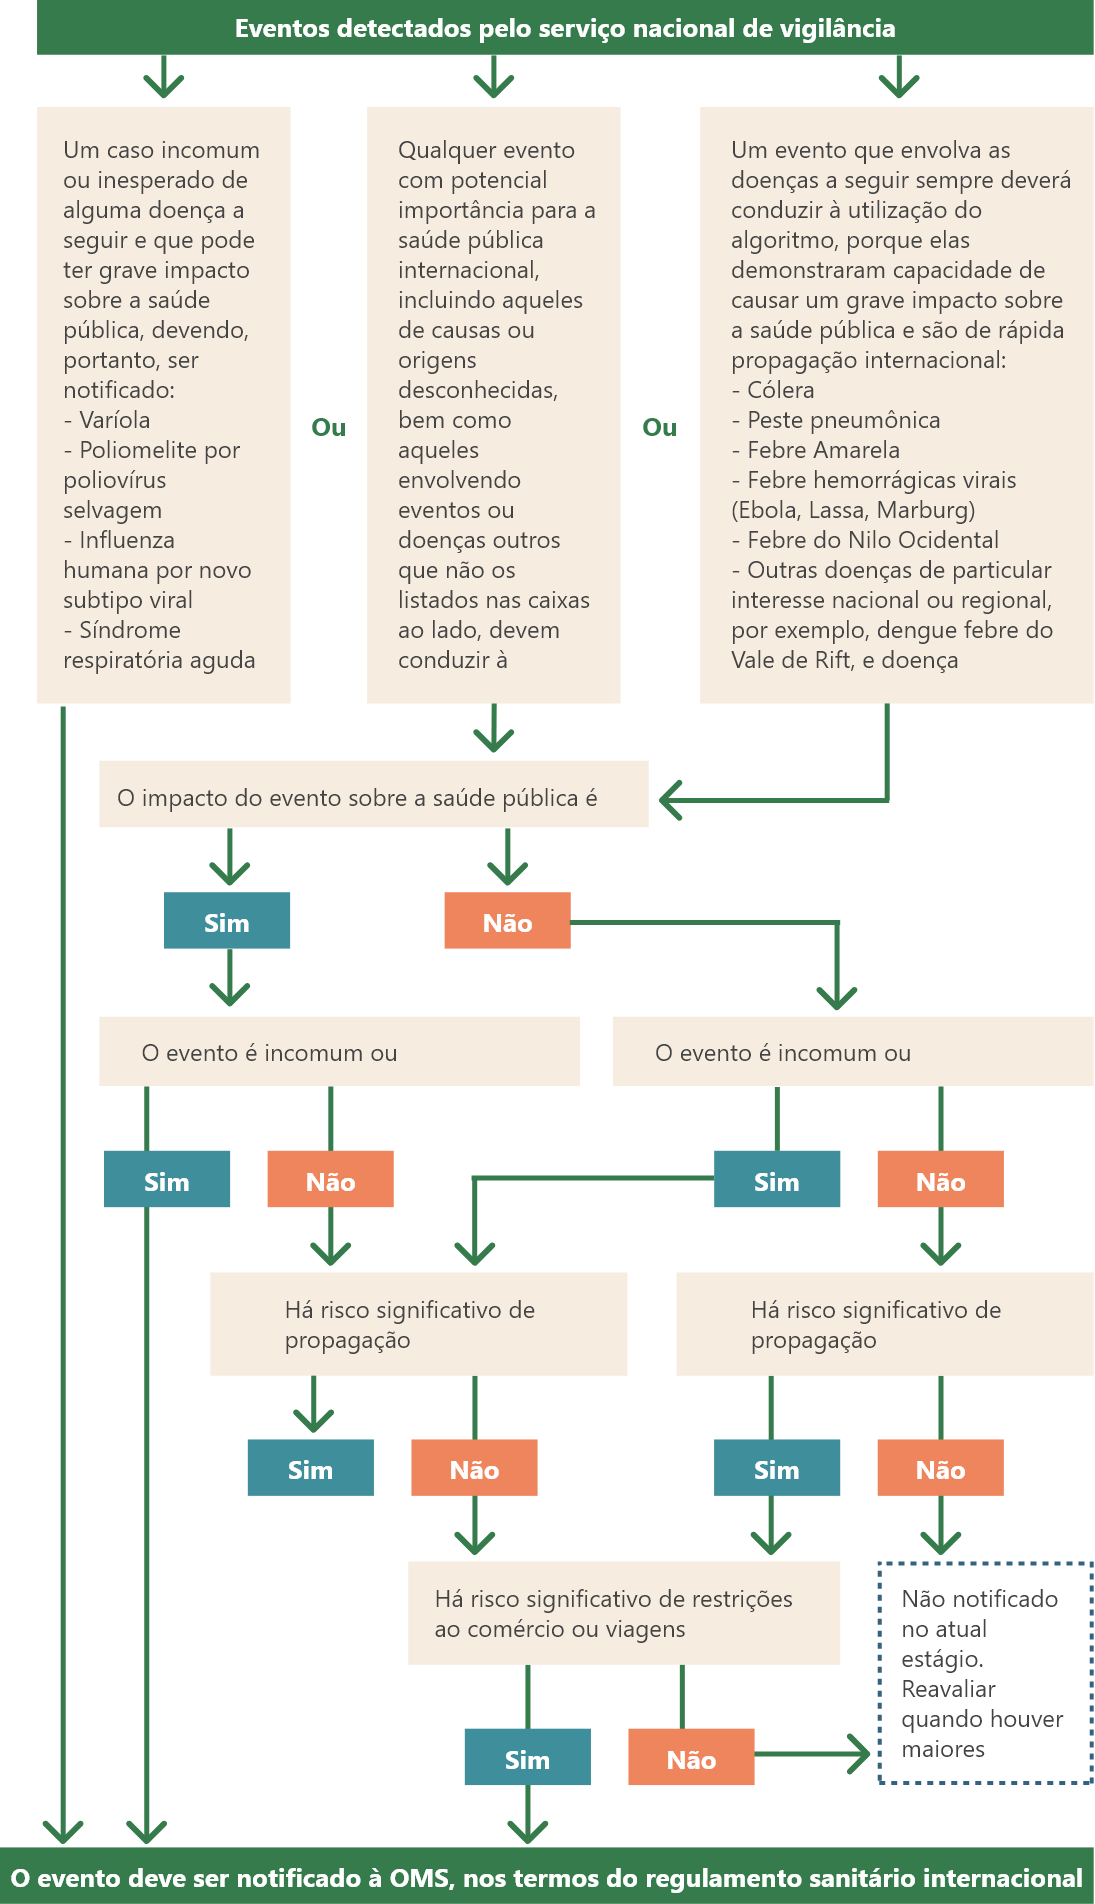 Eventos detectados pelo serviço nacional de vigilância
Um caso incomum
ou inesperado de
alguma doença a
seguir e que pode
ter grave impacto
sobre a saúde
pública, devendo,
portanto, ser
notificado:
- Varíola
- Poliomelite por
poliovírus
selvagem
- Influenza
humana por novo
subtipo viral
- Síndrome
respiratória aguda
Ou
Qualquer evento
com potencial
importância para a
saúde pública
internacional,
incluindo aqueles
de causas ou
origens
desconhecidas,
bem como
aqueles
envolvendo
eventos ou
doenças outros
que não os
listados nas caixas
ao lado, devem
conduzir à
Ou
Um evento que envolva as
doenças a seguir sempre deverá
conduzir à utilização do
algoritmo, porque elas
demonstraram capacidade de
causar um grave impacto sobre
a saúde pública e são de rápida
propagação internacional:
- Cólera
- Peste pneumônica
- Febre Amarela
- Febre hemorrágicas virais
(Ebola, Lassa, Marburg)
- Febre do Nilo Ocidental
- Outras doenças de particular
interesse nacional ou regional,
por exemplo, dengue febre do
Vale de Rift, e doença
O impacto do evento sobre a saúde pública é
Sim
Não
O evento é incomum ou
O evento é incomum ou
Sim
Não
Sim
Não
Há risco significativo de
propagação
Há risco significativo de
propagação
Sim
Não
Sim
Não
Há risco significativo de restrições
ao comércio ou viagens
Não notificado
no atual
estágio.
Reavaliar
quando houver
maiores
Sim
Não
O evento deve ser notificado à OMS, nos termos do regulamento sanitário internacional